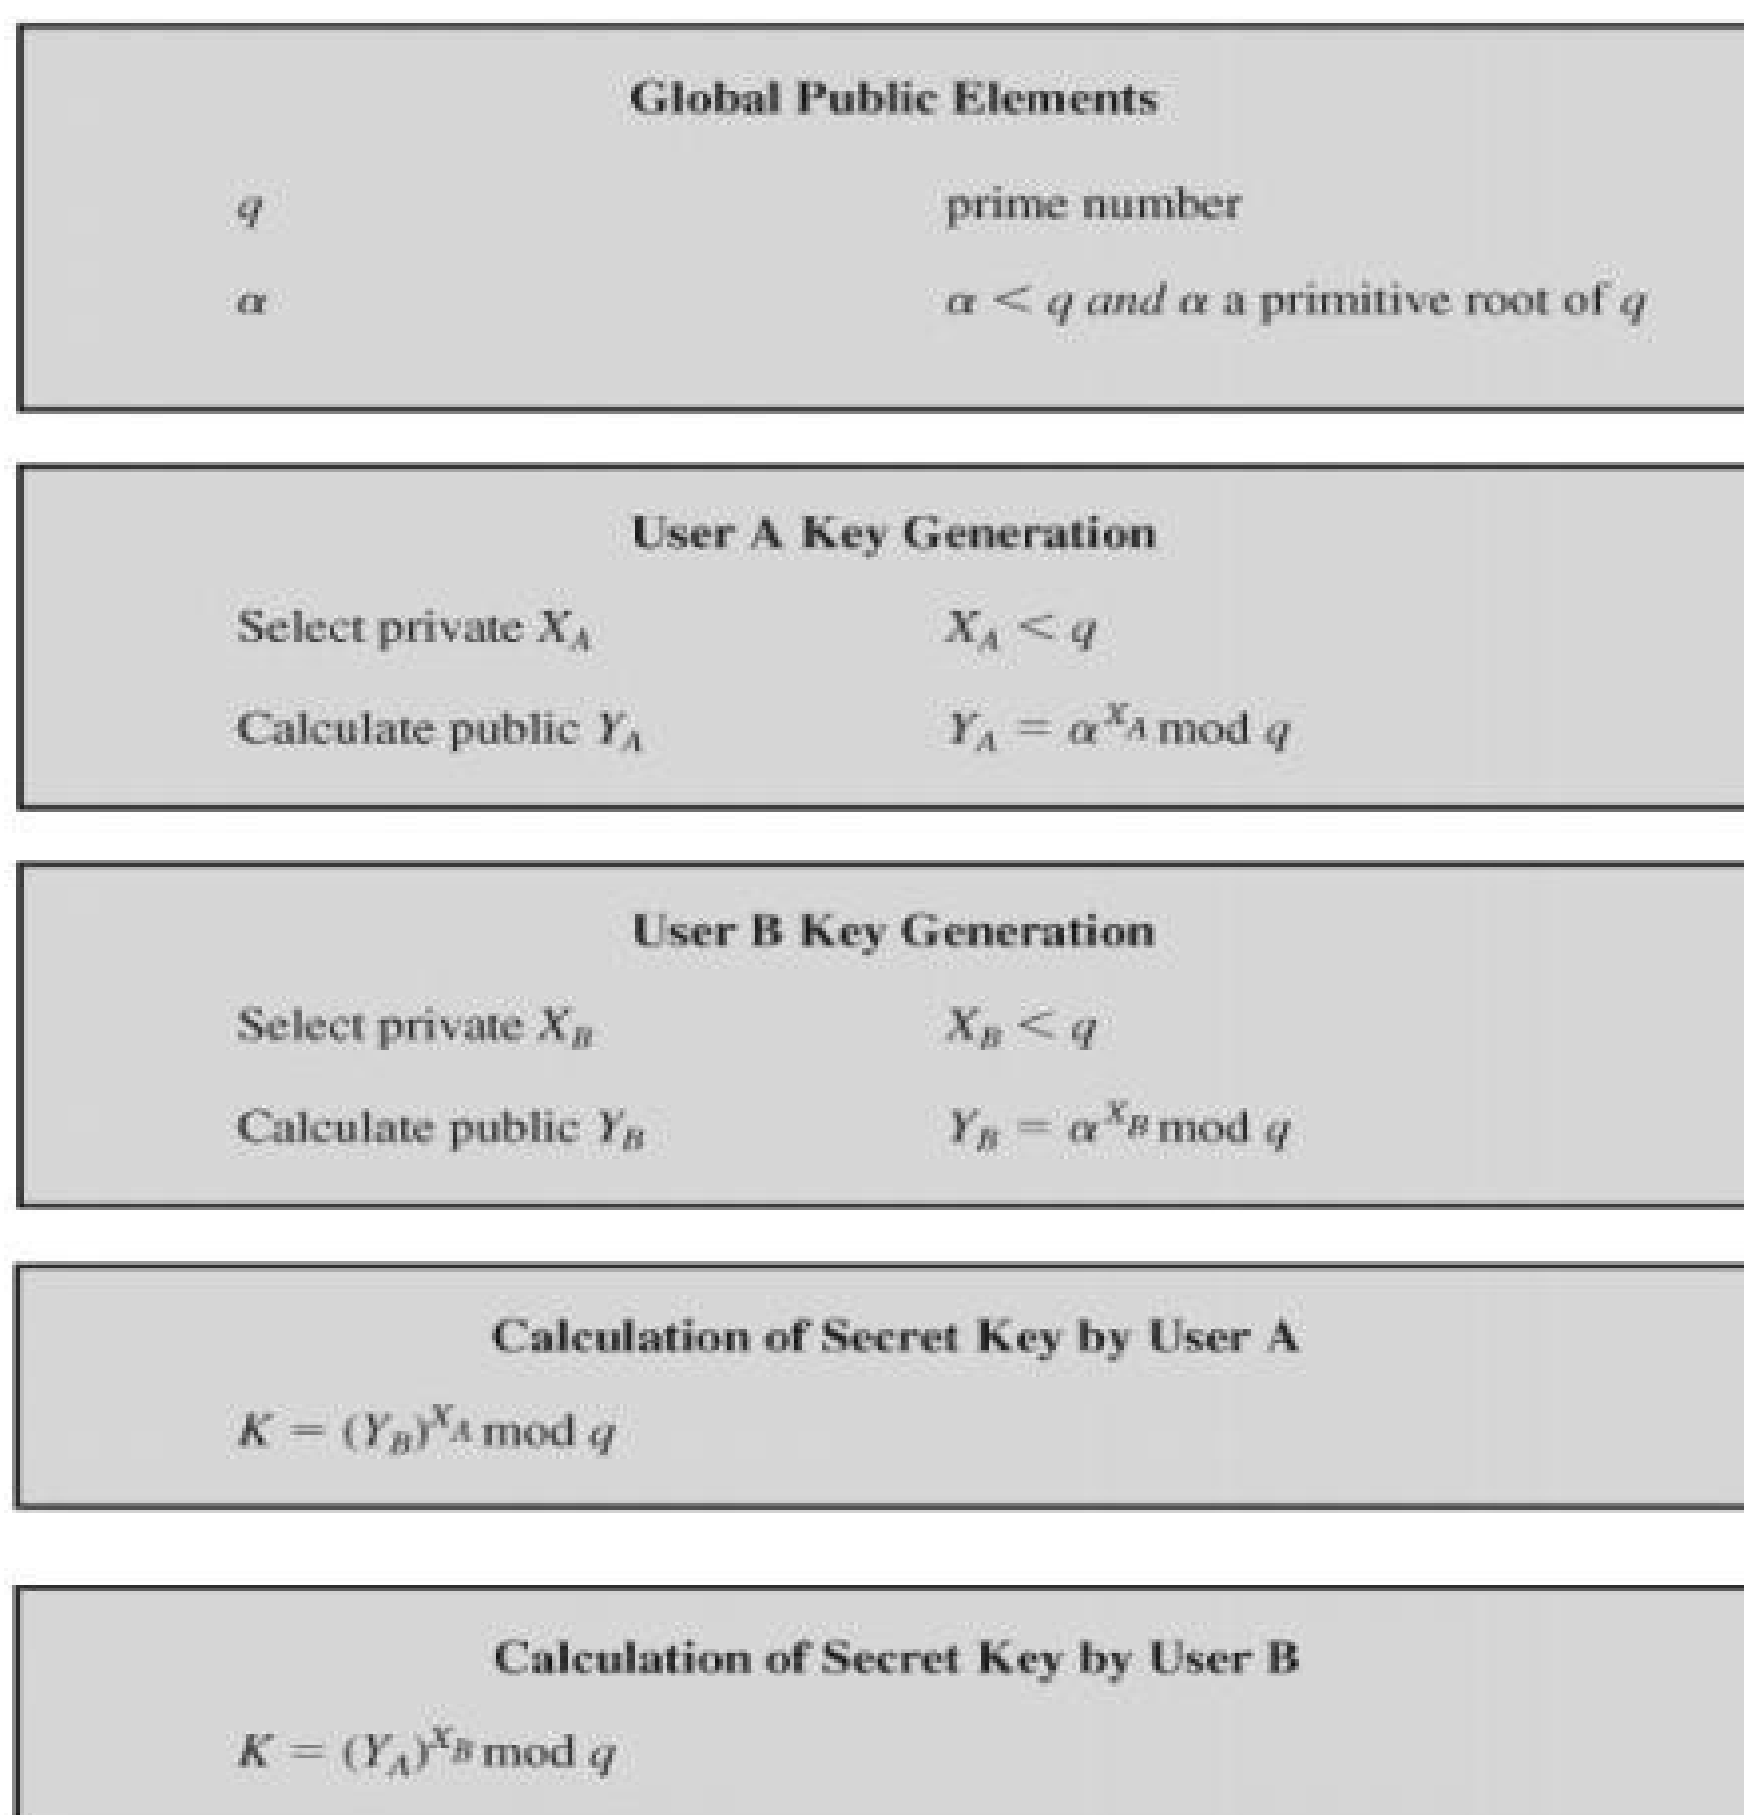 Global Public Elements
q prime number
α α < q and α a primitive root of q
User A Key Generation
Select private X_A X_A < q
Calculate public Y_A Y_A = α^{X_A} mod q
User B Key Generation
Select private X_B X_B < q
Calculate public Y_B Y_B = α^{X_B} mod q
Calculation of Secret Key by User A
K = (Y_B)^{X_A} mod q
Calculation of Secret Key by User B
K = (Y_A)^{X_B} mod q